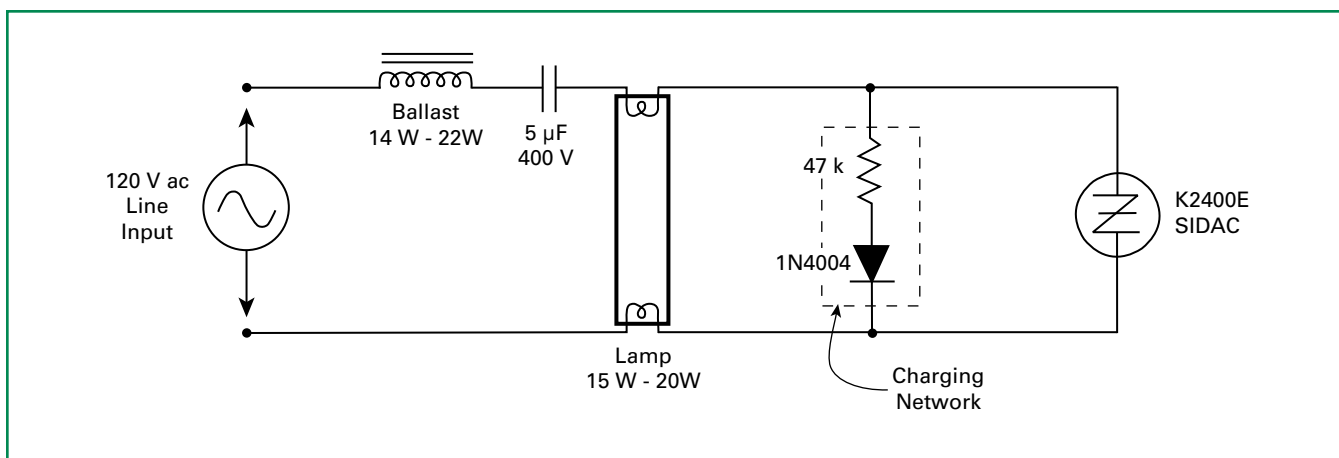 Ballast
14 W - 22W
5 µF
400 V
120 V ac
Line
Input
47 k
1N4004
K2400E
SIDAC
Lamp
15 W - 20W
Charging
Network